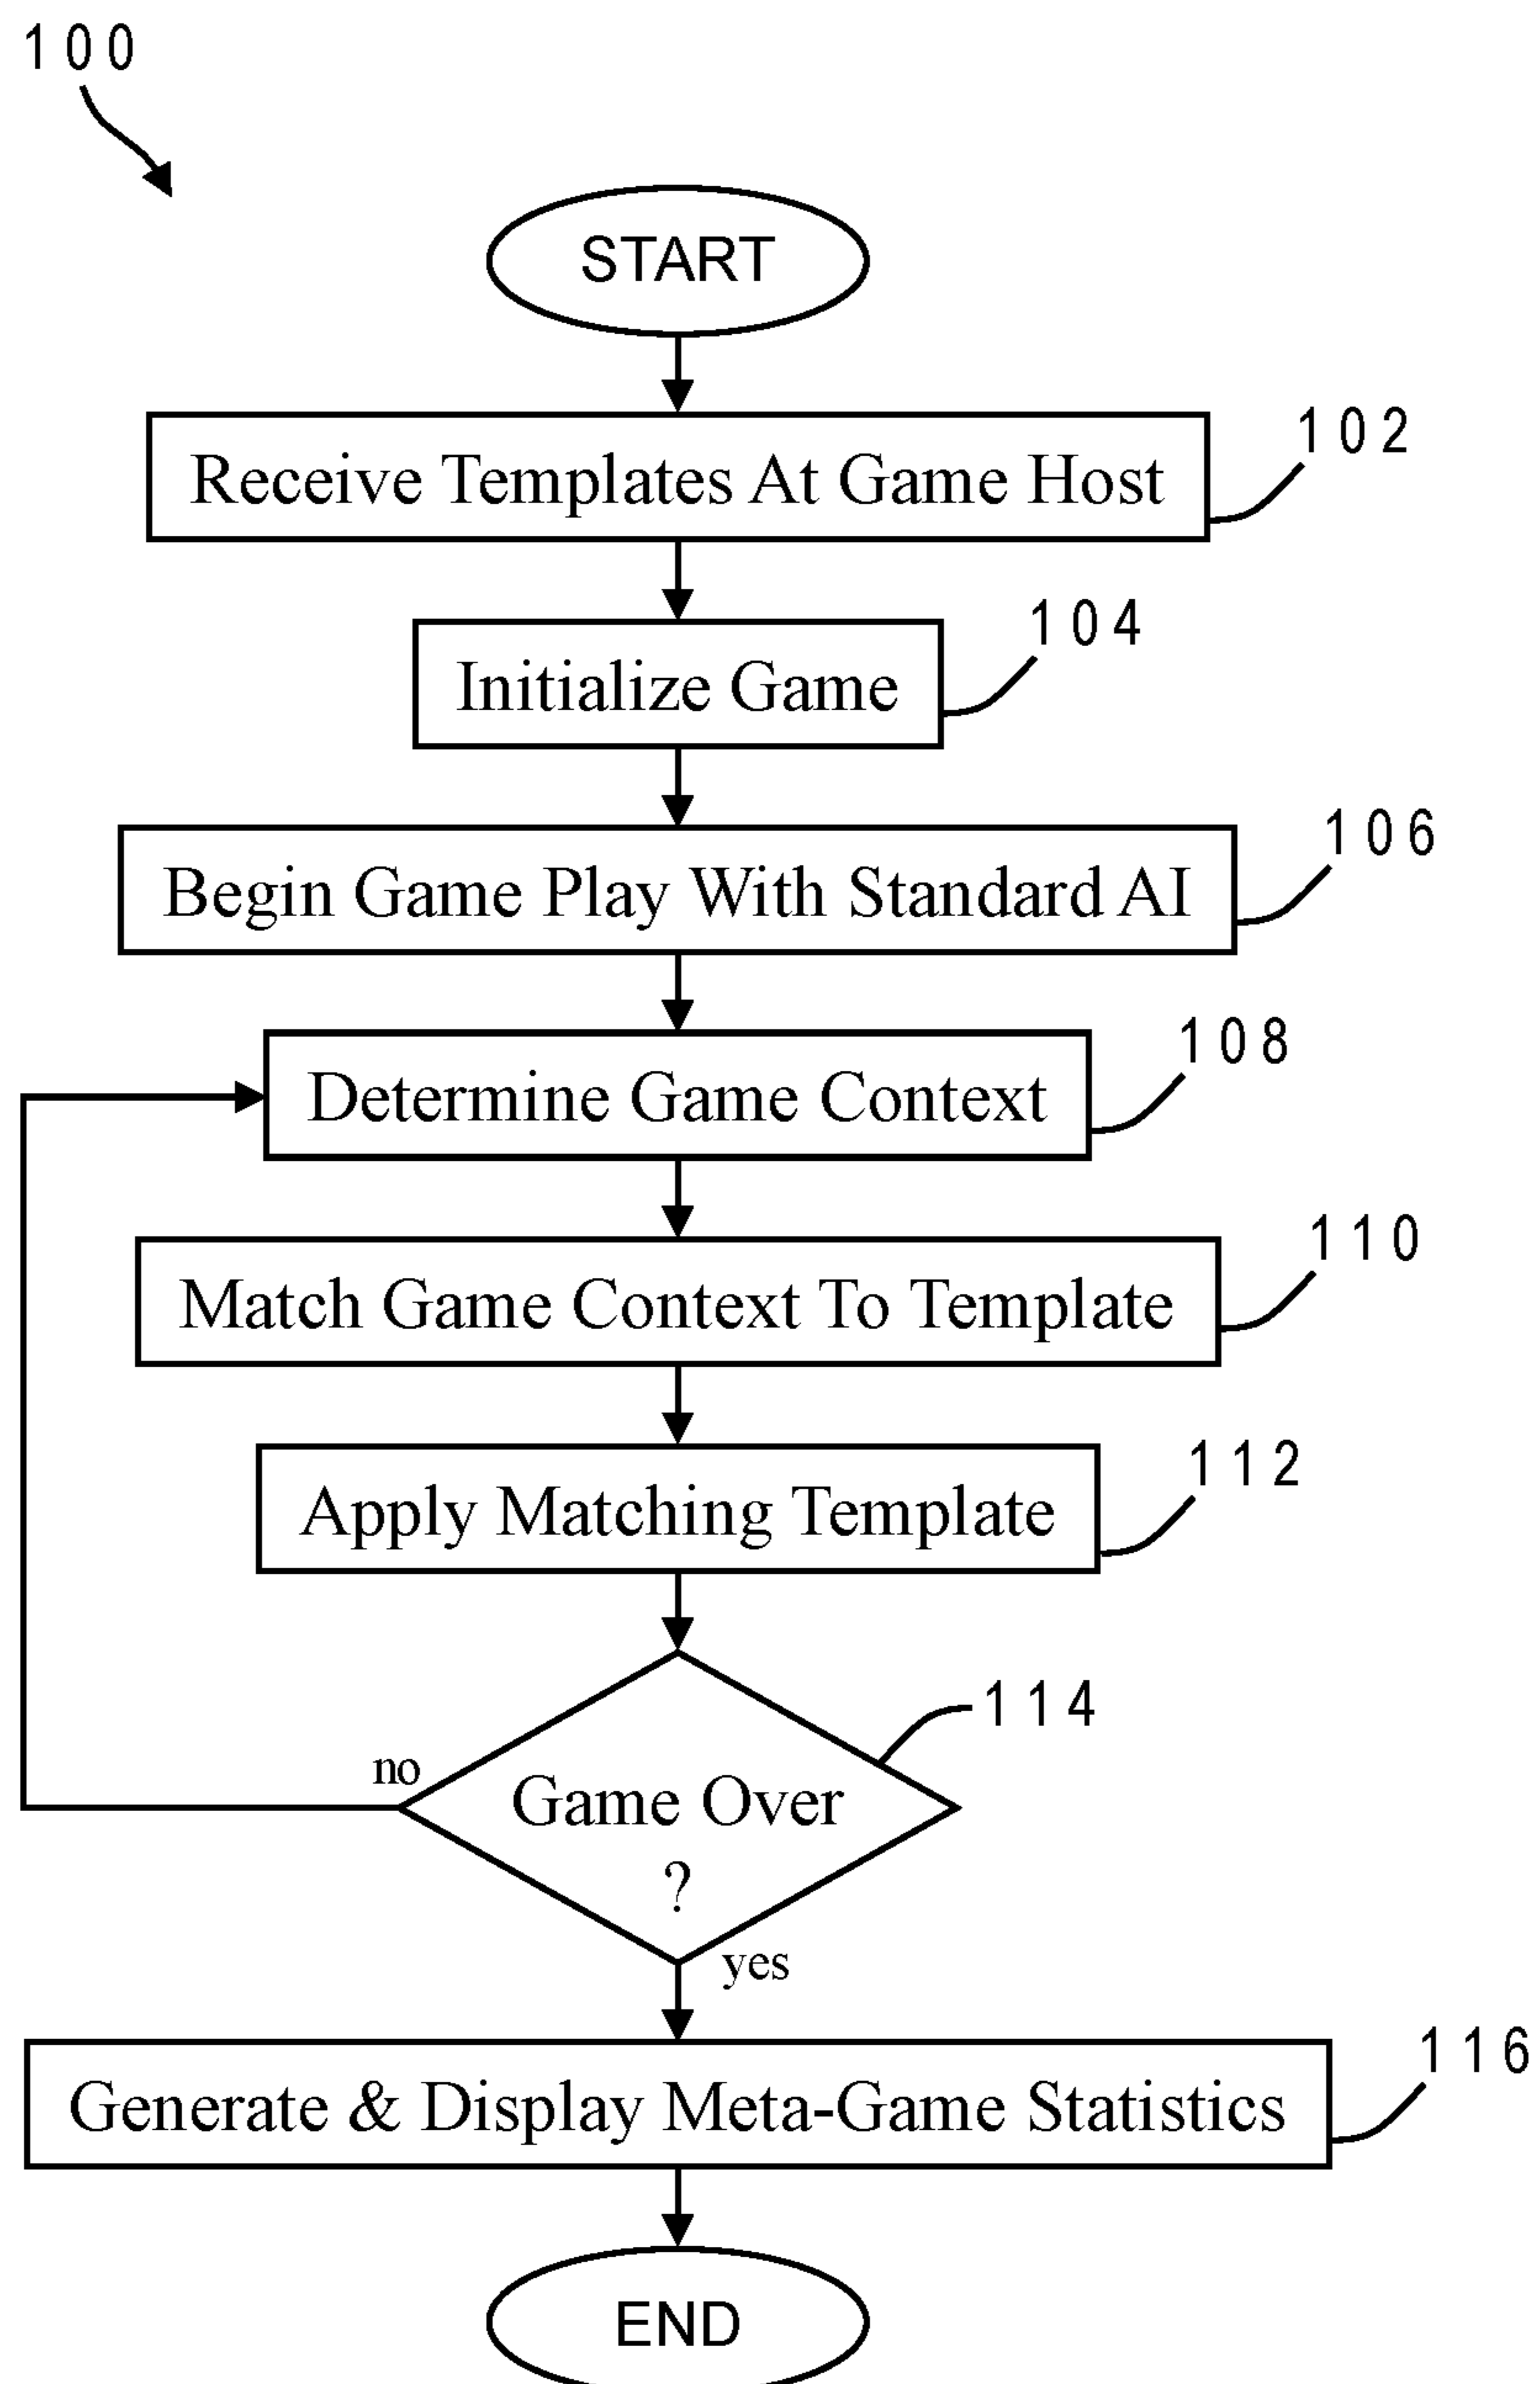 100
START
Receive Templates At Game Host
102
Initialize Game
104
Begin Game Play With Standard AI
106
Determine Game Context
108
Match Game Context To Template
110
Apply Matching Template
112
Game Over
?
114
no
yes
Generate & Display Meta-Game Statistics
116
END